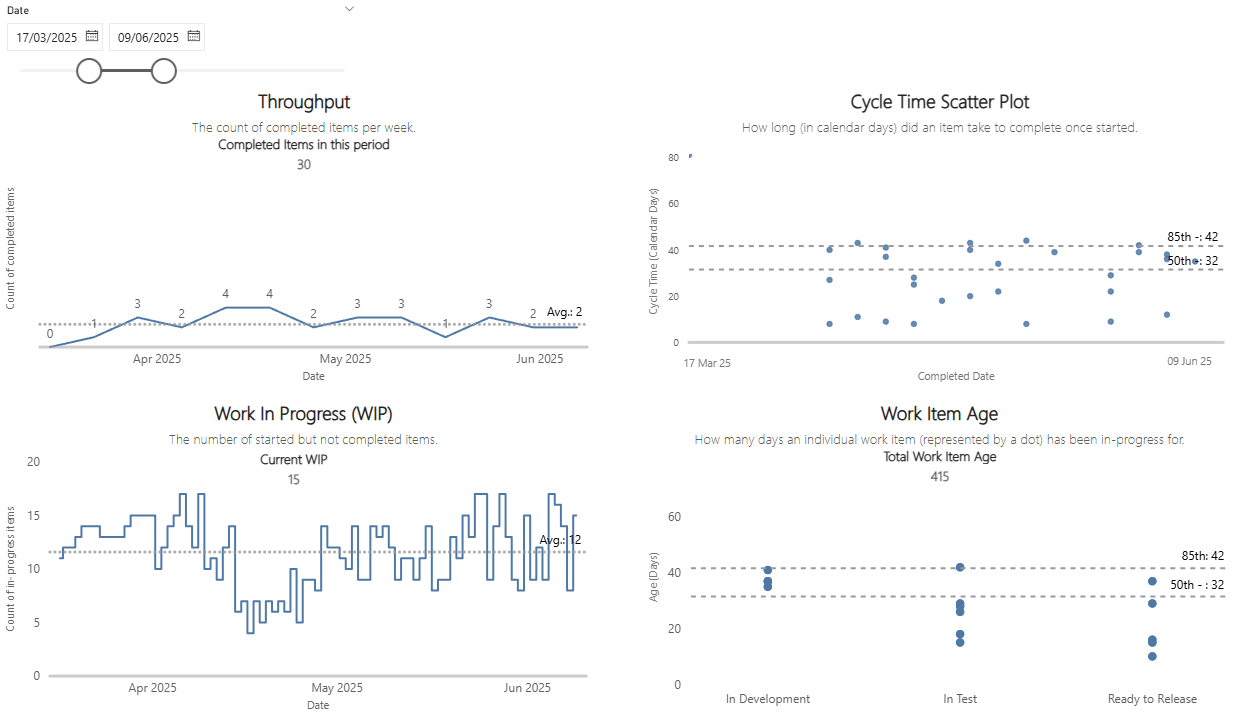 Date
17/03/2025 09/06/2025
Throughput
The count of completed items per week.
Completed Items in this period
30
Count of completed items
0 1 3 2 4 4 2 3 3 1 3 2
Avg.: 2
Apr 2025 May 2025 Jun 2025
Date
Cycle Time Scatter Plot
How long (in calendar days) did an item take to complete once started.
Cycle Time (Calendar Days)
80
60
40
20
0
85th -: 42
50th -: 32
17 Mar 25 09 Jun 25
Completed Date
Work In Progress (WIP)
The number of started but not completed items.
Current WIP
15
Count of in- progress items
20
15
10
5
0
Avg.: 12
Apr 2025 May 2025 Jun 2025
Date
Work Item Age
How many days an individual work item (represented by a dot) has been in-progress for.
Total Work Item Age
415
Age (Days)
60
40
20
0
85th: 42
50th - : 32
In Development In Test Ready to Release